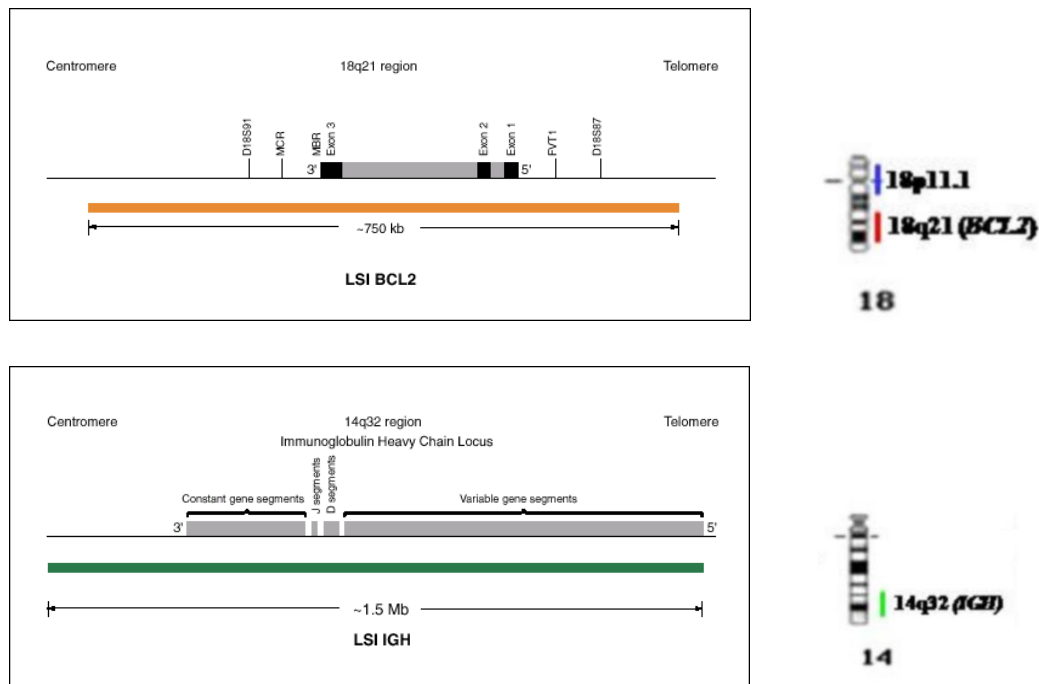 Centromere 18q21 region Telomere
D18S91 MCR MBR Exon 3 Exon 2 Exon 1 FVT1 D18S87
3' 5'
~750 kb
LSI BCL2
18p11.1
18q21 (BCL2)
18
Centromere 14q32 region Telomere
Immunoglobulin Heavy Chain Locus
Constant gene segments J segments D segments Variable gene segments
3' 5'
~1.5 Mb
LSI IGH
14q32 (IGH)
14